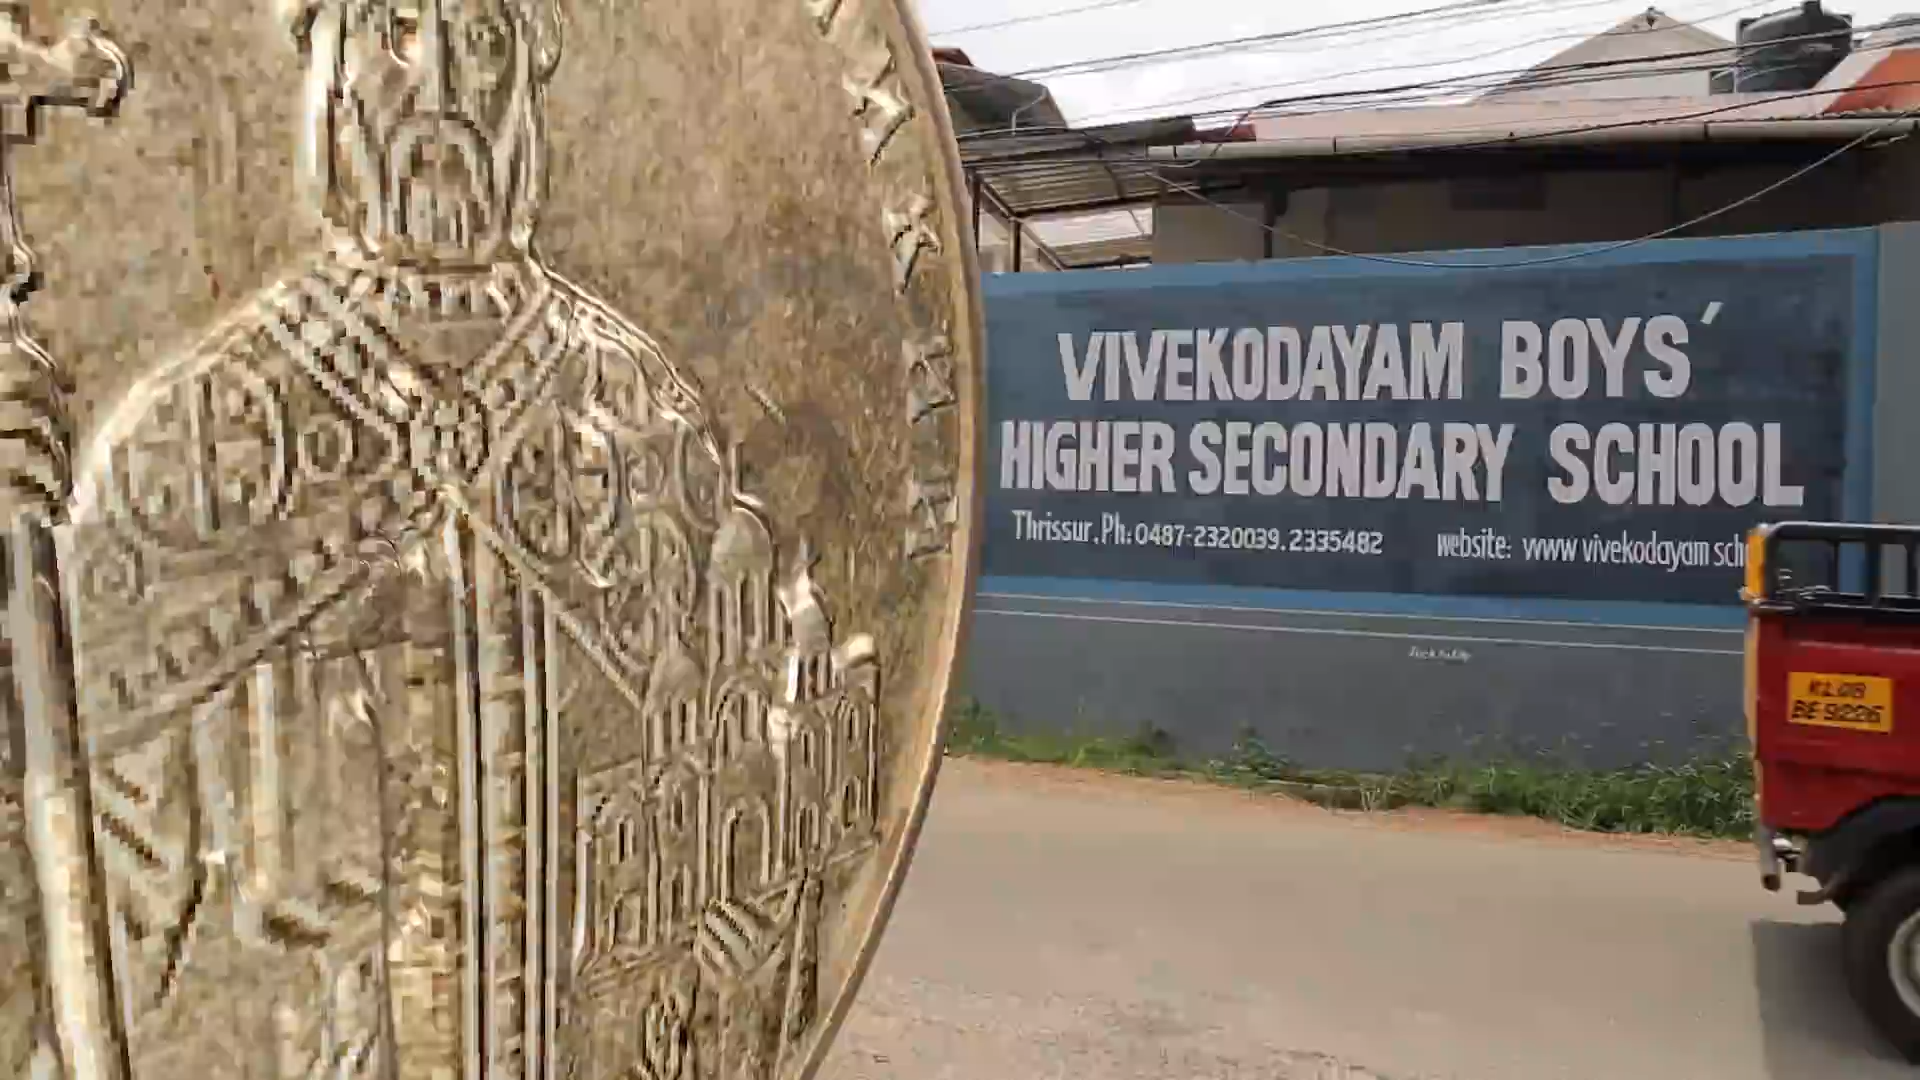 VIVEKODAYAM BOYS'
HIGHER SECONDARY SCHOOL
Thrissur. Ph: 0487-2320039. 2335482 website: www vivekodayam sch
KL 08
BE 9226